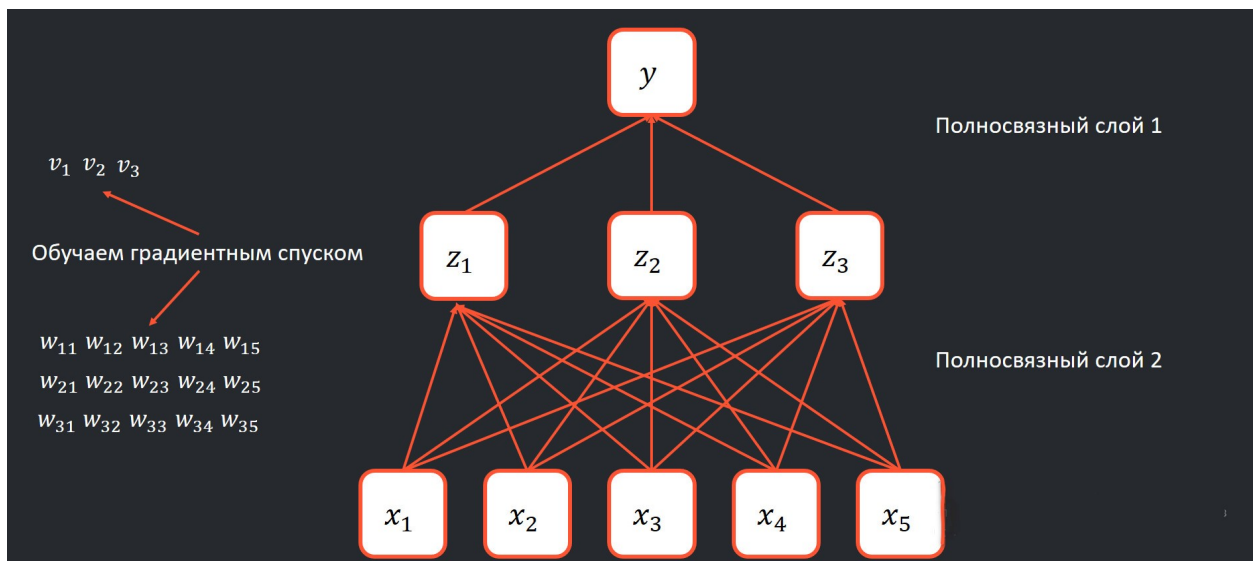 y
Полносвязный слой 1
v₁ v₂ v₃
Обучаем градиентным спуском
z₁ z₂ z₃
w₁₁ w₁₂ w₁₃ w₁₄ w₁₅
w₂₁ w₂₂ w₂₃ w₂₄ w₂₅
w₃₁ w₃₂ w₃₃ w₃₄ w₃₅
Полносвязный слой 2
x₁ x₂ x₃ x₄ x₅